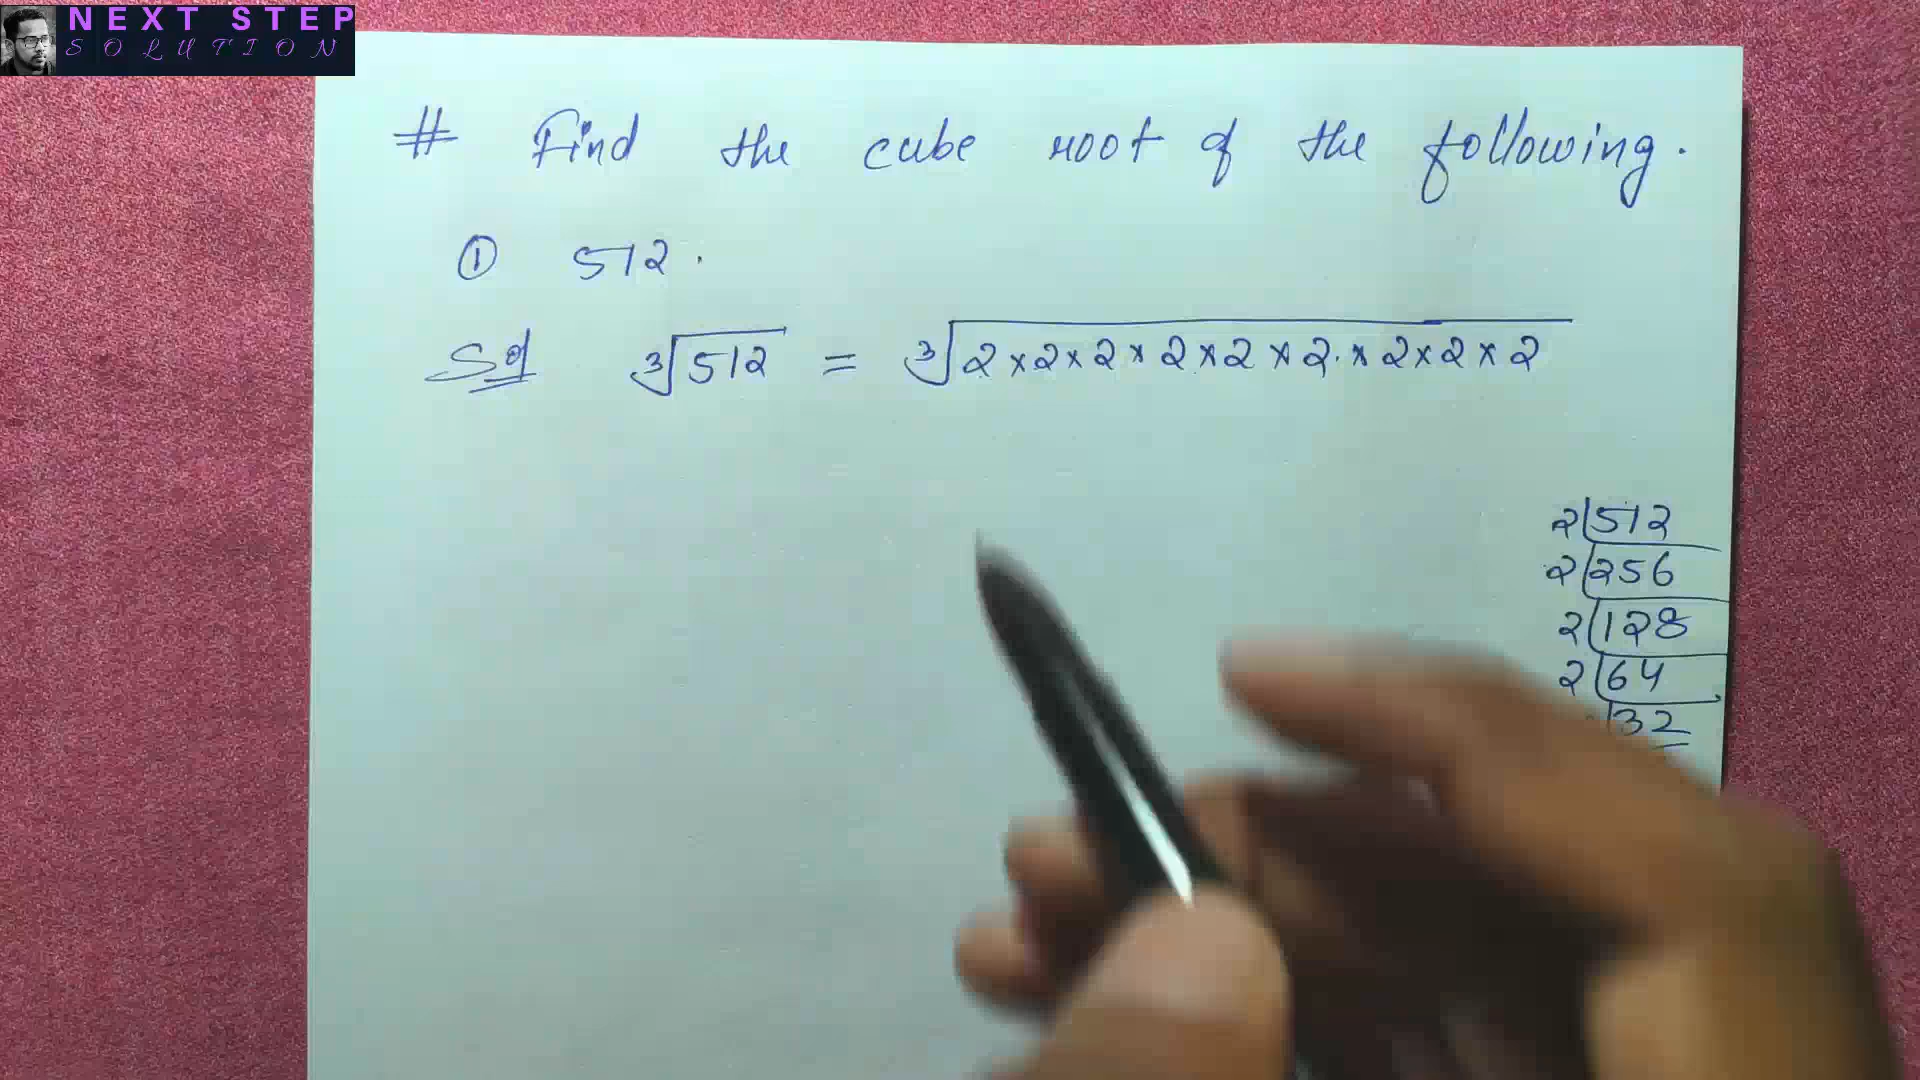 NEXT STEP
SOLUTION
# Find the cube root of the following.
① 512.
Sol ∛512 = ∛2×2×2×2×2×2×2×2×2
2|512
2|256
2|128
2|64
|32